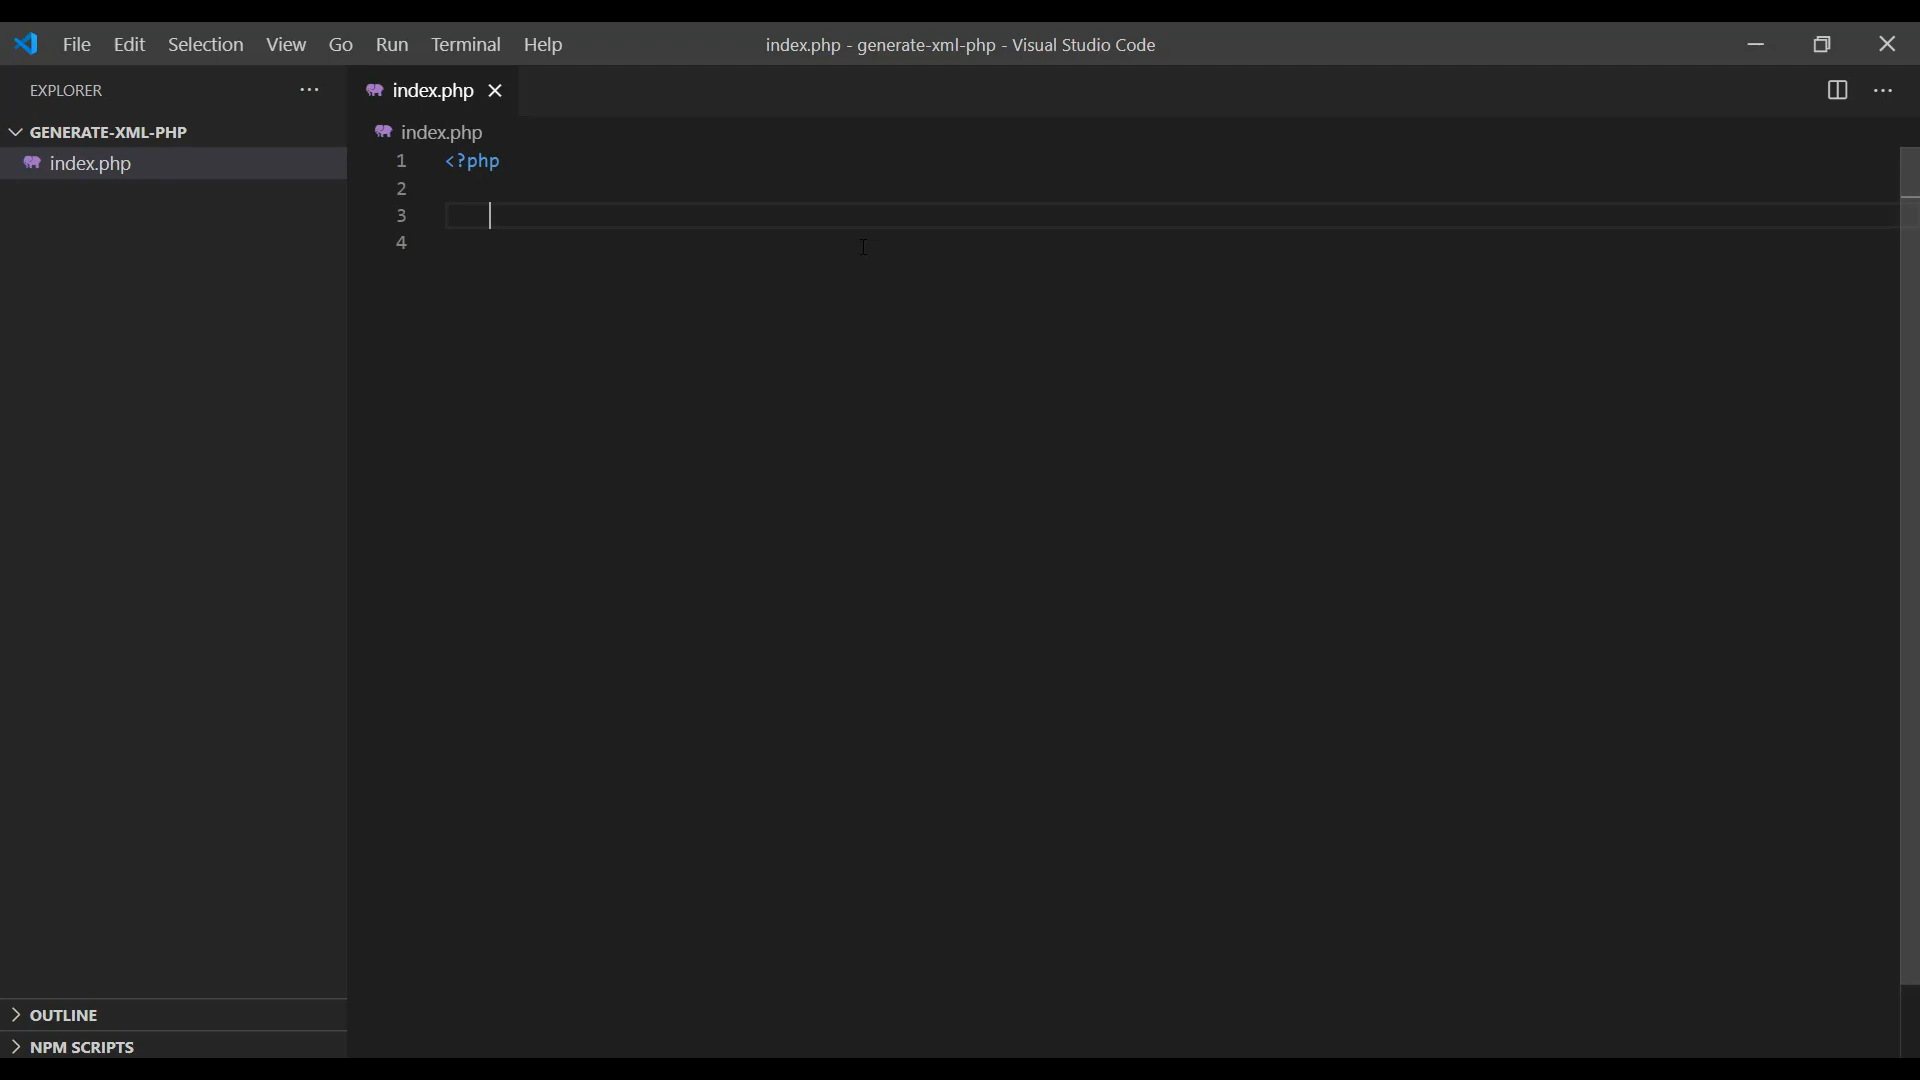 File Edit Selection View Go Run Terminal Help index.php - generate-xml-php - Visual Studio Code
EXPLORER
index.php
GENERATE-XML-PHP
index.php
index.php
1 <?php
2
3
4
OUTLINE
NPM SCRIPTS